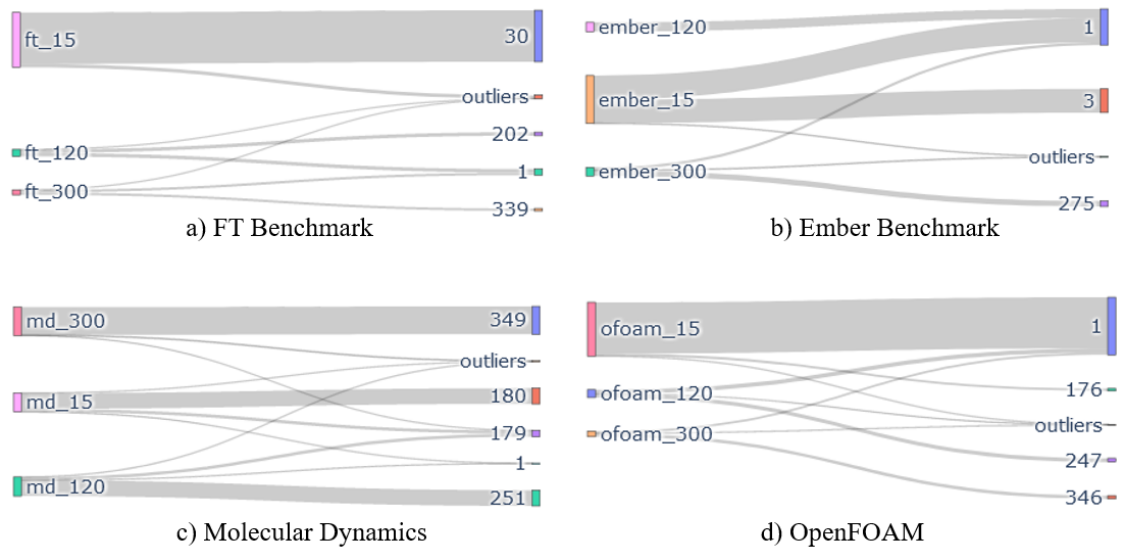 ft_15
30
outliers
202
ft_120
1
ft_300
339
a) FT Benchmark
ember_120
1
ember_15
3
outliers
ember_300
275
b) Ember Benchmark
md_300
349
outliers
md_15
180
179
1
md_120
251
c) Molecular Dynamics
ofoam_15
1
176
ofoam_120
outliers
ofoam_300
247
346
d) OpenFOAM